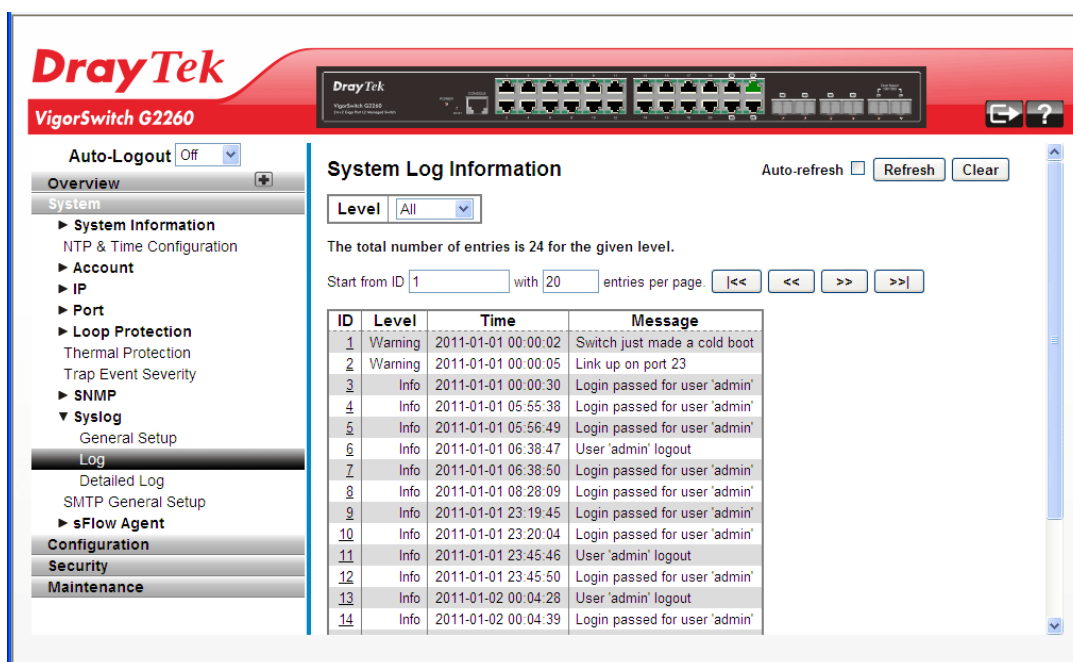 DrayTek
VigorSwitch G2260
DrayTek
VigorSwitch G2260
Auto-Logout Off
Overview
System
System Information
NTP & Time Configuration
Account
IP
Port
Loop Protection
Thermal Protection
Trap Event Severity
SNMP
Syslog
General Setup
Log
Detailed Log
SMTP General Setup
sFlow Agent
Configuration
Security
Maintenance
System Log Information
Auto-refresh Refresh Clear
Level All
The total number of entries is 24 for the given level.
Start from ID 1 with 20 entries per page. |<< << >> >>|
ID Level Time Message
1 Warning 2011-01-01 00:00:02 Switch just made a cold boot
2 Warning 2011-01-01 00:00:05 Link up on port 23
3 Info 2011-01-01 00:00:30 Login passed for user 'admin'
4 Info 2011-01-01 05:55:38 Login passed for user 'admin'
5 Info 2011-01-01 05:56:49 Login passed for user 'admin'
6 Info 2011-01-01 06:38:47 User 'admin' logout
7 Info 2011-01-01 06:38:50 Login passed for user 'admin'
8 Info 2011-01-01 08:28:09 Login passed for user 'admin'
9 Info 2011-01-01 23:19:45 Login passed for user 'admin'
10 Info 2011-01-01 23:20:04 Login passed for user 'admin'
11 Info 2011-01-01 23:45:46 User 'admin' logout
12 Info 2011-01-01 23:45:50 Login passed for user 'admin'
13 Info 2011-01-02 00:04:28 User 'admin' logout
14 Info 2011-01-02 00:04:39 Login passed for user 'admin'